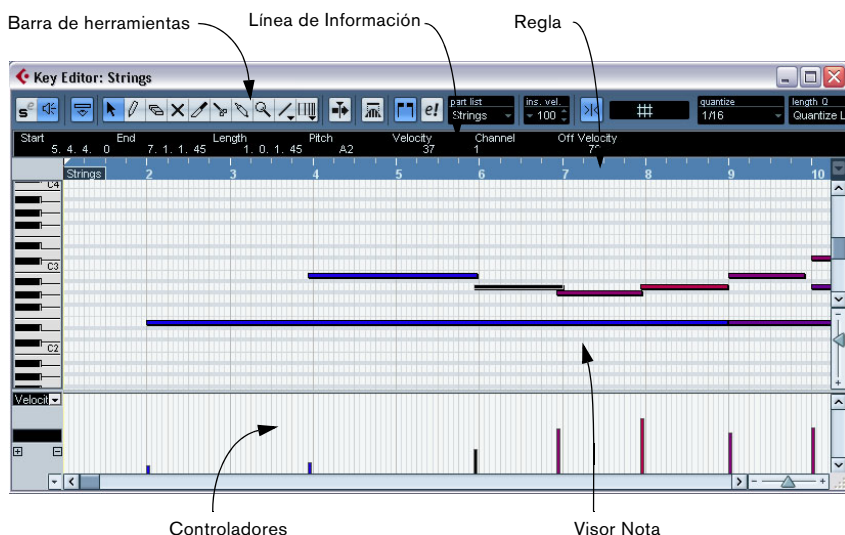 Barra de herramientas
Línea de Información
Regla
Key Editor: Strings
part list
Strings
ins. vel.
100
quantize
1/16
length Q
Quantize L
Start End Length Pitch Velocity Channel Off Velocity
5. 4. 4. 0 7. 1. 1. 45 1. 0. 1. 45 A2 37 1
Strings 2 3 4 5 6 7 8 9 10
C4
C3
C2
Velocit
Controladores
Visor Nota